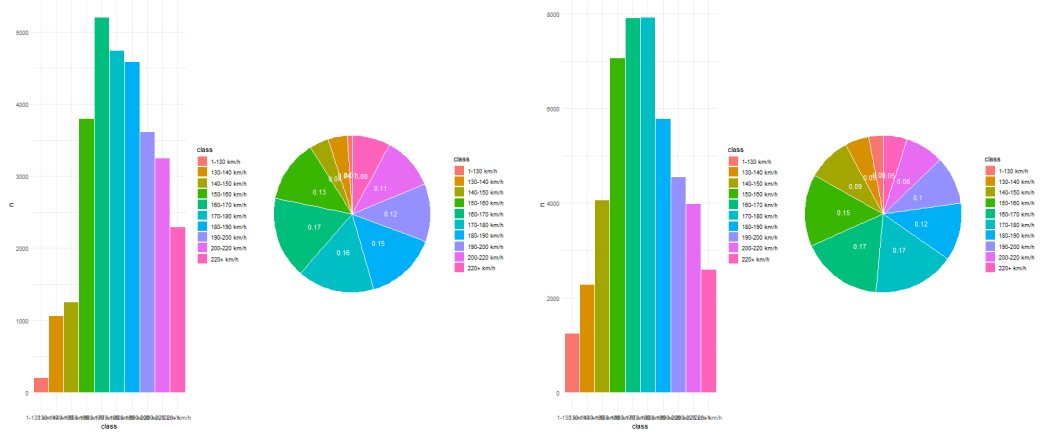 5000
4000
3000
2000
1000
0
n
class
class
1-130 km/h
130-140 km/h
140-150 km/h
150-160 km/h
160-170 km/h
170-180 km/h
180-190 km/h
190-200 km/h
200-220 km/h
220+ km/h
0.08
0.11
0.12
0.15
0.16
0.17
0.13
class
1-130 km/h
130-140 km/h
140-150 km/h
150-160 km/h
160-170 km/h
170-180 km/h
180-190 km/h
190-200 km/h
200-220 km/h
220+ km/h
8000
6000
4000
2000
0
n
class
class
1-130 km/h
130-140 km/h
140-150 km/h
150-160 km/h
160-170 km/h
170-180 km/h
180-190 km/h
190-200 km/h
200-220 km/h
220+ km/h
0.05
0.08
0.1
0.12
0.17
0.17
0.15
0.09
0.05
class
1-130 km/h
130-140 km/h
140-150 km/h
150-160 km/h
160-170 km/h
170-180 km/h
180-190 km/h
190-200 km/h
200-220 km/h
220+ km/h